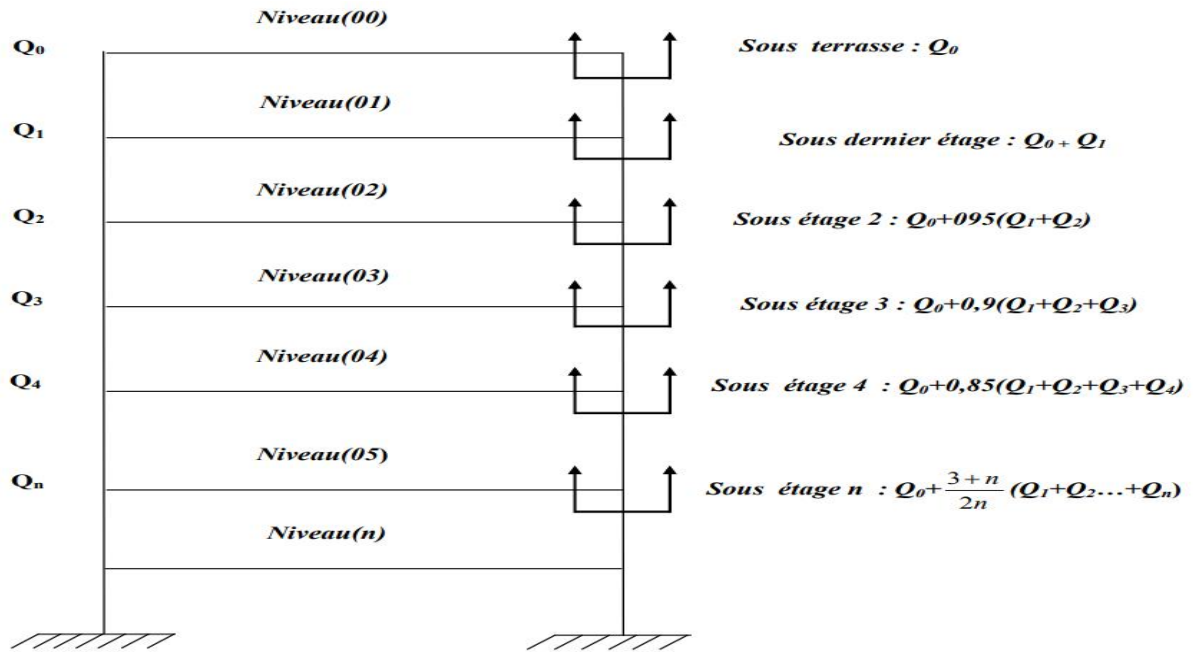 Niveau(00)
Q₀
Sous terrasse : Q₀
Niveau(01)
Q₁
Sous dernier étage : Q₀ + Q₁
Niveau(02)
Q₂
Sous étage 2 : Q₀+095(Q₁+Q₂)
Niveau(03)
Q₃
Sous étage 3 : Q₀+0,9(Q₁+Q₂+Q₃)
Niveau(04)
Q₄
Sous étage 4 : Q₀+0,85(Q₁+Q₂+Q₃+Q₄)
Niveau(05)
Qₙ
Sous étage n : Q₀+(3 + n)/(2n) (Q₁+Q₂…+Qₙ)
Niveau(n)